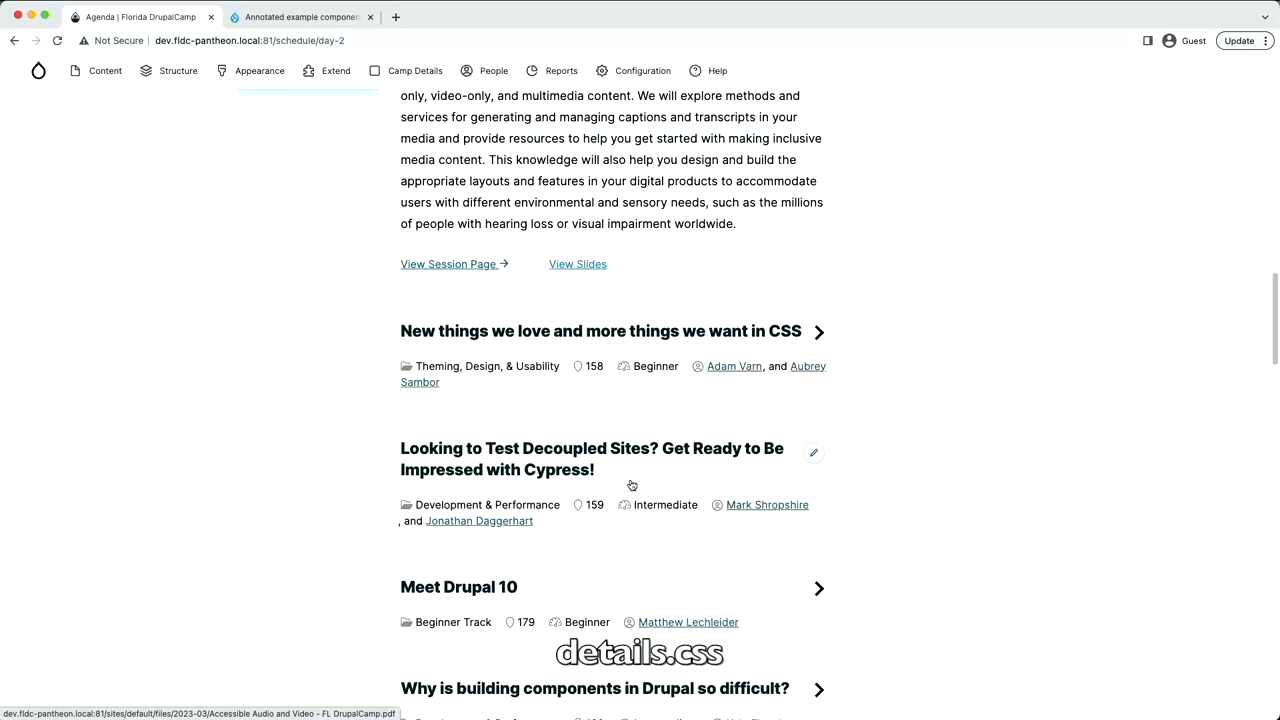 Agenda | Florida DrupalCamp
Annotated example componen
Not Secure
dev.fldc-pantheon.local:81/schedule/day-2
Guest
Update
Content
Structure
Appearance
Extend
Camp Details
People
Reports
Configuration
Help
only, video-only, and multimedia content. We will explore methods and
services for generating and managing captions and transcripts in your
media and provide resources to help you get started with making inclusive
media content. This knowledge will also help you design and build the
appropriate layouts and features in your digital products to accommodate
users with different environmental and sensory needs, such as the millions
of people with hearing loss or visual impairment worldwide.
View Session Page → View Slides
New things we love and more things we want in CSS
Theming, Design, & Usability 158 Beginner Adam Varn, and Aubrey
Sambor
Looking to Test Decoupled Sites? Get Ready to Be
Impressed with Cypress!
Development & Performance 159 Intermediate Mark Shropshire
, and Jonathan Daggerhart
Meet Drupal 10
Beginner Track 179 Beginner Matthew Lechleider
details.css
Why is building components in Drupal so difficult?
dev.fldc-pantheon.local:81/sites/default/files/2023-03/Accessible Audio and Video - FL DrupalCamp.pdf